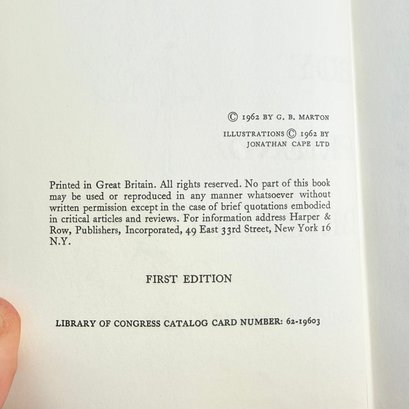 © 1962 BY G. B. MARTON
ILLUSTRATIONS © 1962 BY
JONATHAN CAPE LTD
Printed in Great Britain. All rights reserved. No part of this book
may be used or reproduced in any manner whatsoever without
written permission except in the case of brief quotations embodied
in critical articles and reviews. For information address Harper &
Row, Publishers, Incorporated, 49 East 33rd Street, New York 16
N.Y.
FIRST EDITION
LIBRARY OF CONGRESS CATALOG CARD NUMBER: 62-19603